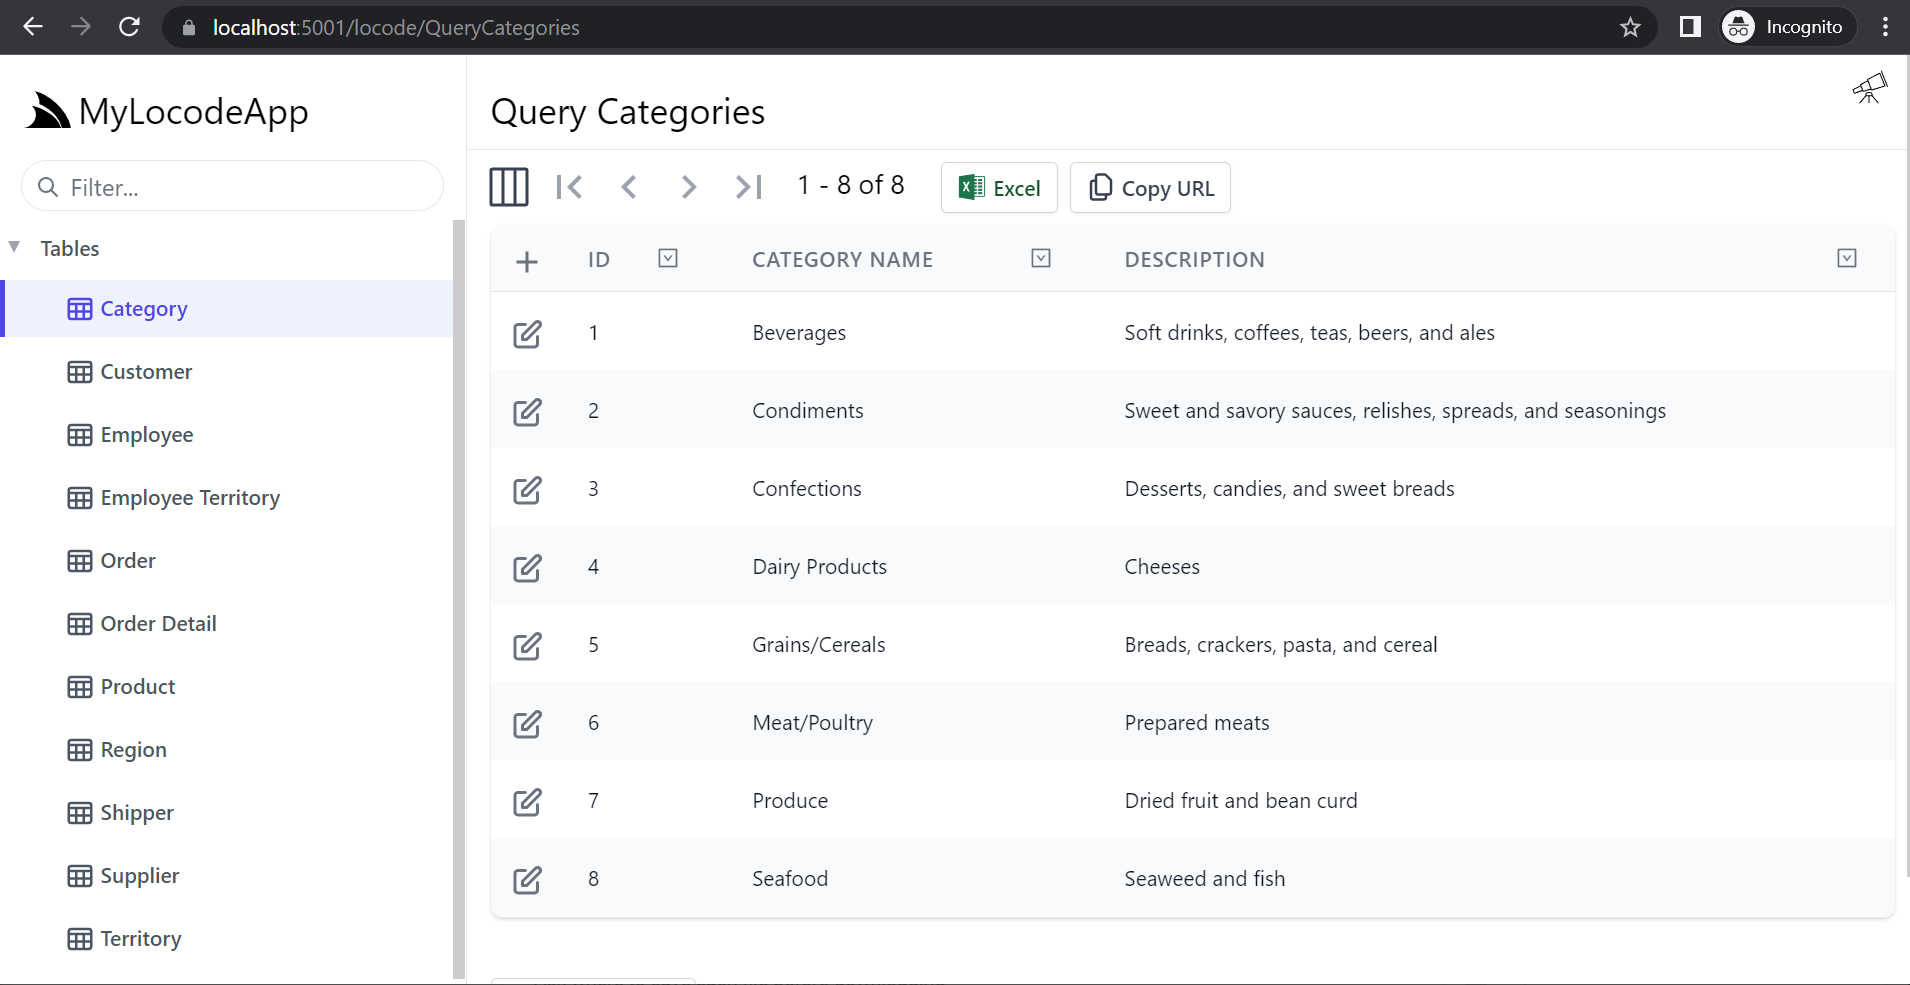 localhost:5001/locode/QueryCategories
Incognito
MyLocodeApp
Filter...
Tables
Category
Customer
Employee
Employee Territory
Order
Order Detail
Product
Region
Shipper
Supplier
Territory
Query Categories
1 - 8 of 8
Excel
Copy URL
ID CATEGORY NAME DESCRIPTION
1 Beverages Soft drinks, coffees, teas, beers, and ales
2 Condiments Sweet and savory sauces, relishes, spreads, and seasonings
3 Confections Desserts, candies, and sweet breads
4 Dairy Products Cheeses
5 Grains/Cereals Breads, crackers, pasta, and cereal
6 Meat/Poultry Prepared meats
7 Produce Dried fruit and bean curd
8 Seafood Seaweed and fish